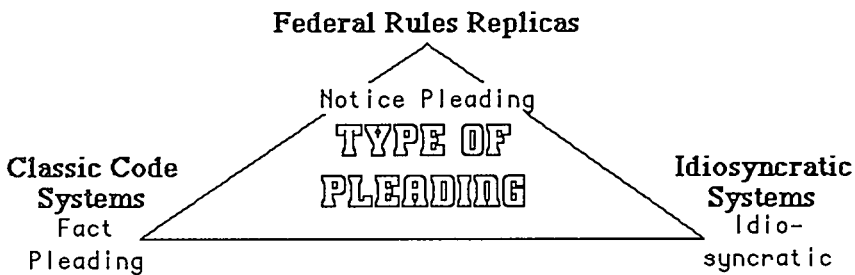 Federal Rules Replicas
Notice Pleading
TYPE OF
PLEADING
Classic Code
Systems
Fact
Pleading
Idiosyncratic
Systems
Idio-
syncratic